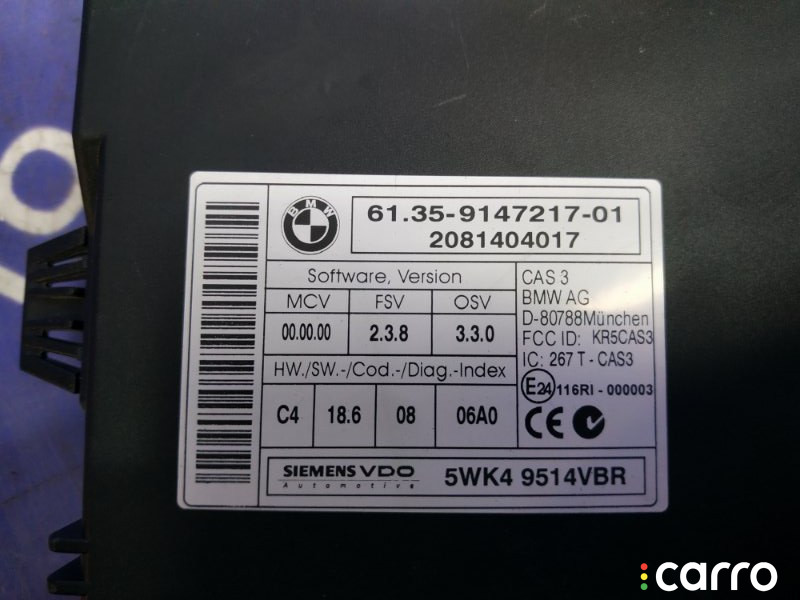 BMW
61.35-9147217-01
2081404017
Software, Version
MCV FSV OSV
00.00.00 2.3.8 3.3.0
HW./SW.-/Cod.-/Diag.-Index
C4 18.6 08 06A0
CAS 3
BMW AG
D-80788München
FCC ID: KR5CAS3
IC: 267 T - CAS3
E24 116RI - 000003
CE
SIEMENS VDO
Automotive
5WK4 9514VBR
carro